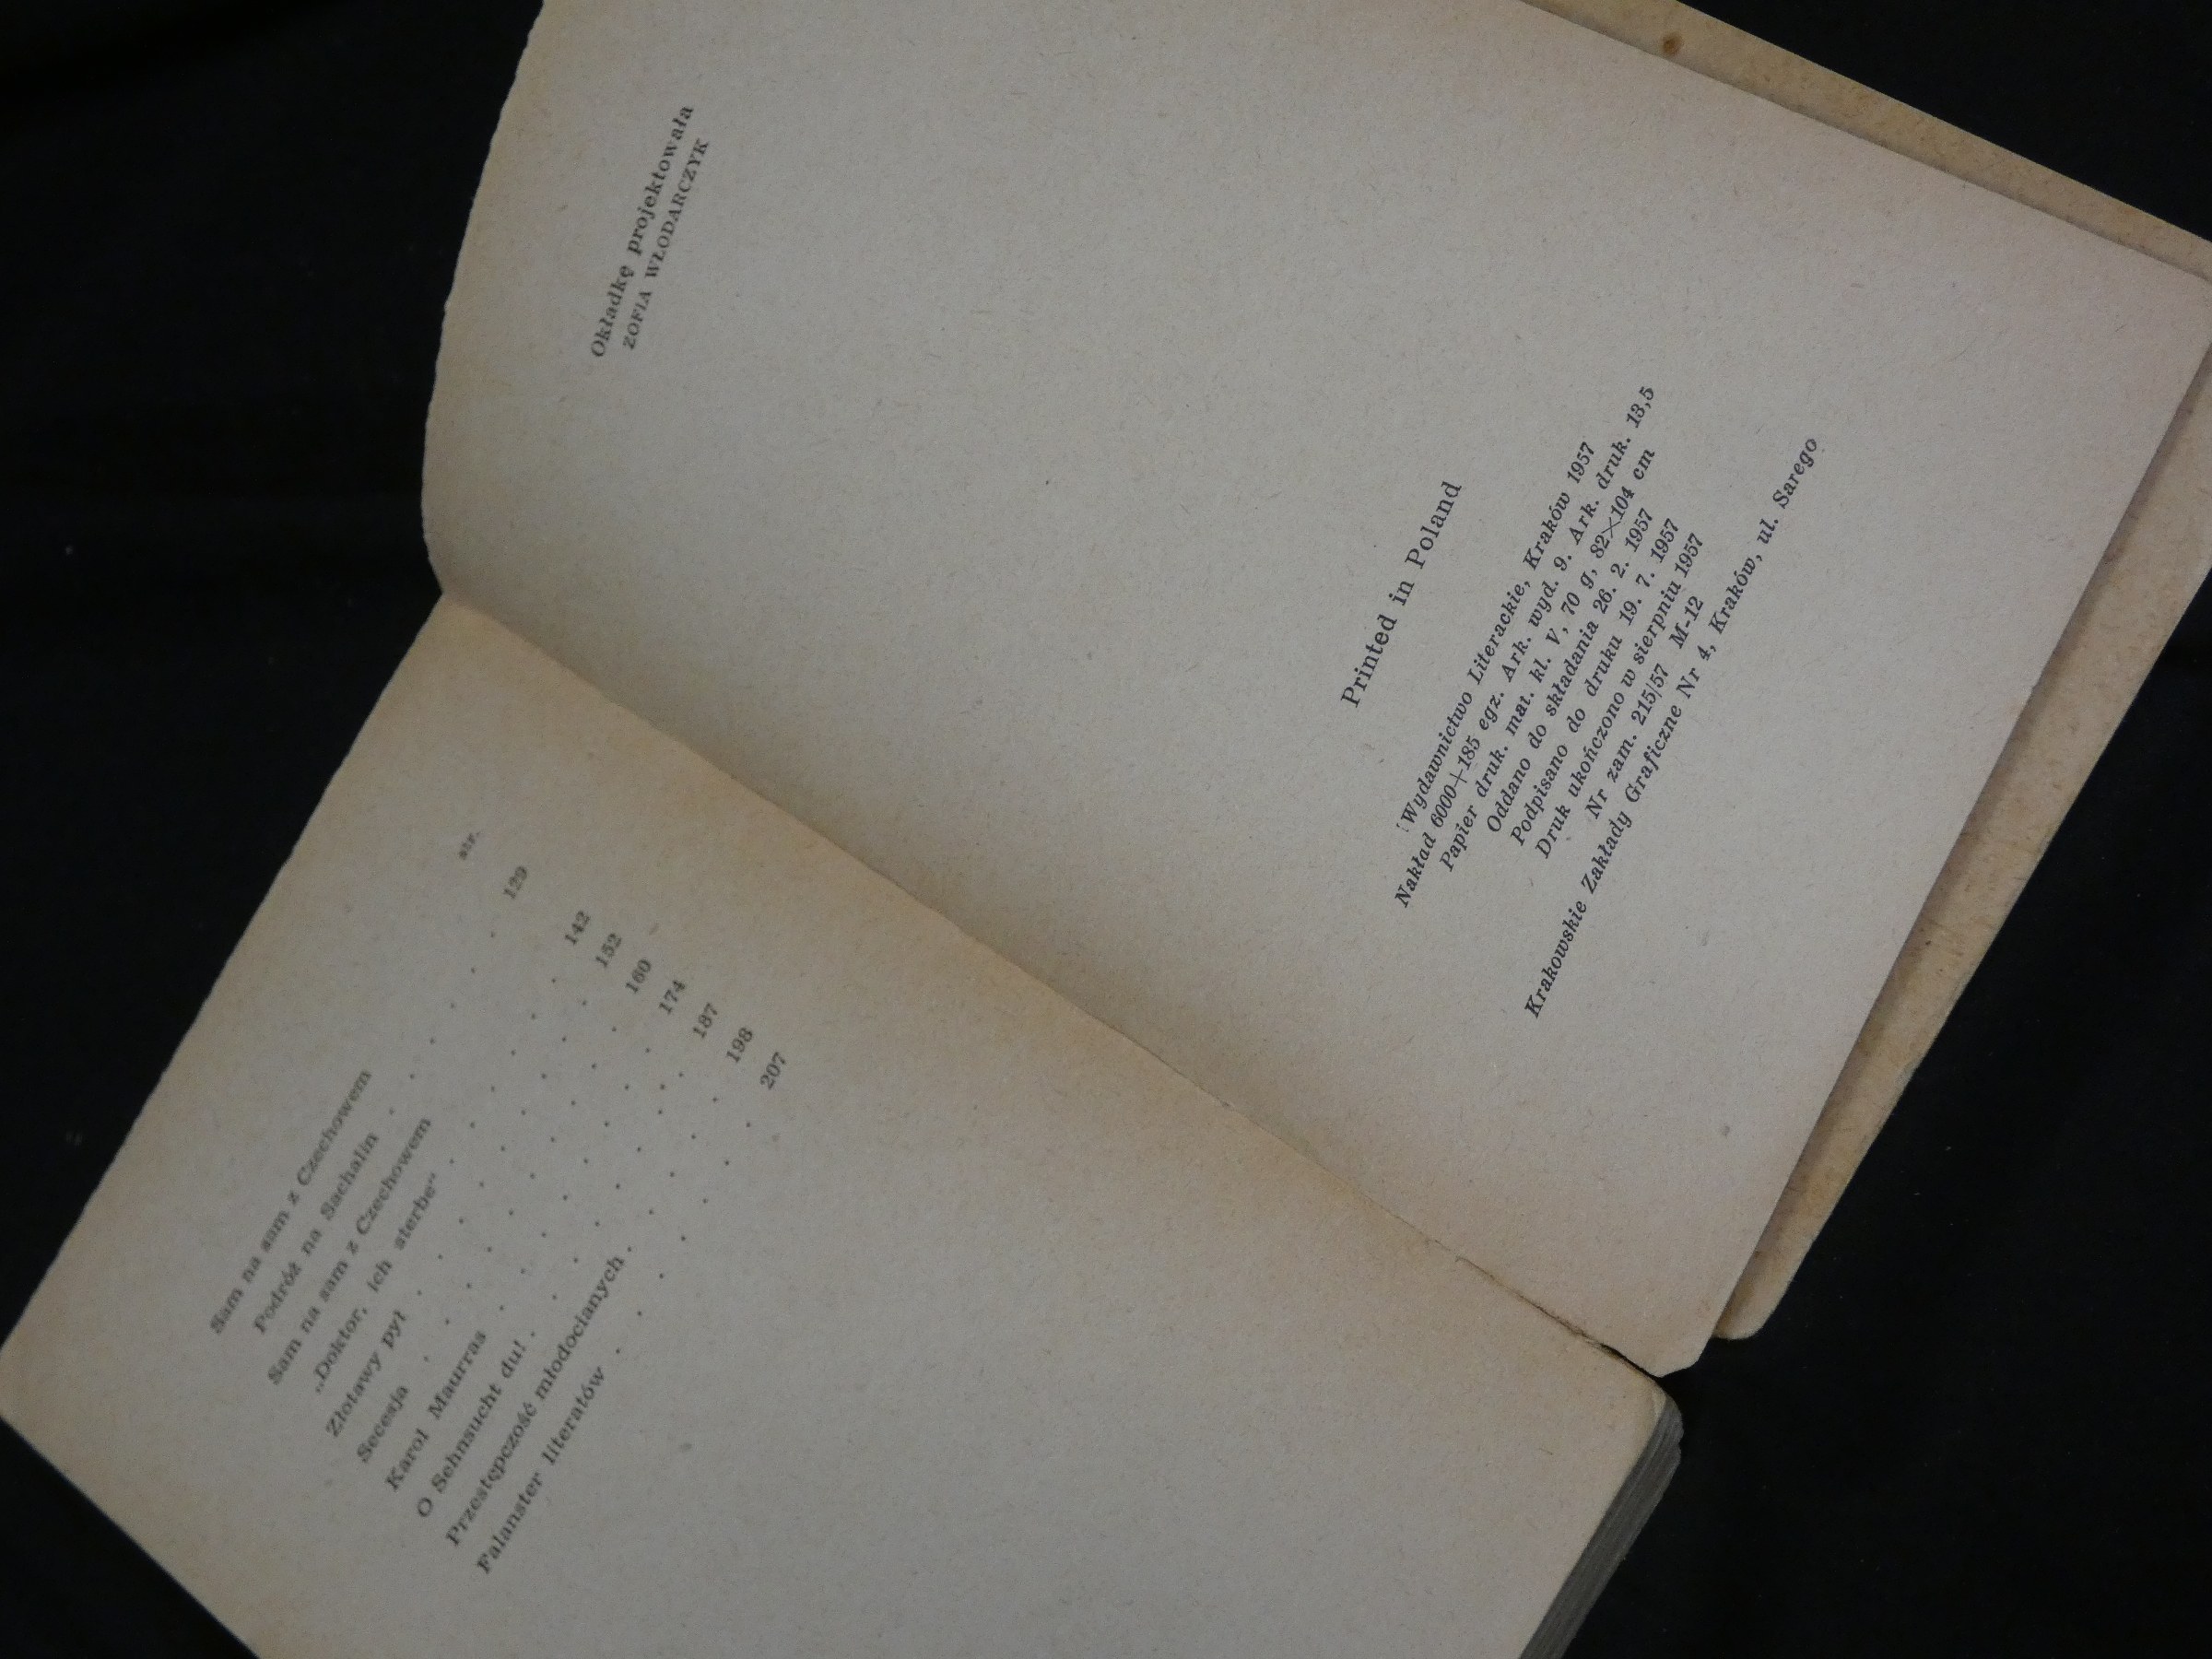 str.
Sam na sam z Czechowem
Podróż na Sachalin . . . . . . 129
Sam na sam z Czechowem
„Doktor, ich sterbe“ . . . . . . 142
Złotawy pył . . . . . . . 152
Secesja . . . . . . . . 160
Karol Maurras . . . . . . . 174
O Sehnsucht du! . . . . . . . 187
Przestępczość młodocianych . . . . . 198
Falanster literatów . . . . . . . 207
Okładkę projektowała
ZOFIA WŁODARCZYK
Printed in Poland
Wydawnictwo Literackie, Kraków 1957
Nakład 6000+185 egz. Ark. wyd. 9. Ark. druk. 13,5
Papier druk. mat. kl. V, 70 g, 82×104 cm
Oddano do składania 26. 2. 1957
Podpisano do druku 19. 7. 1957
Druk ukończono w sierpniu 1957
Nr zam. 215/57 M-12
Krakowskie Zakłady Graficzne Nr 4, Kraków, ul. Sarego